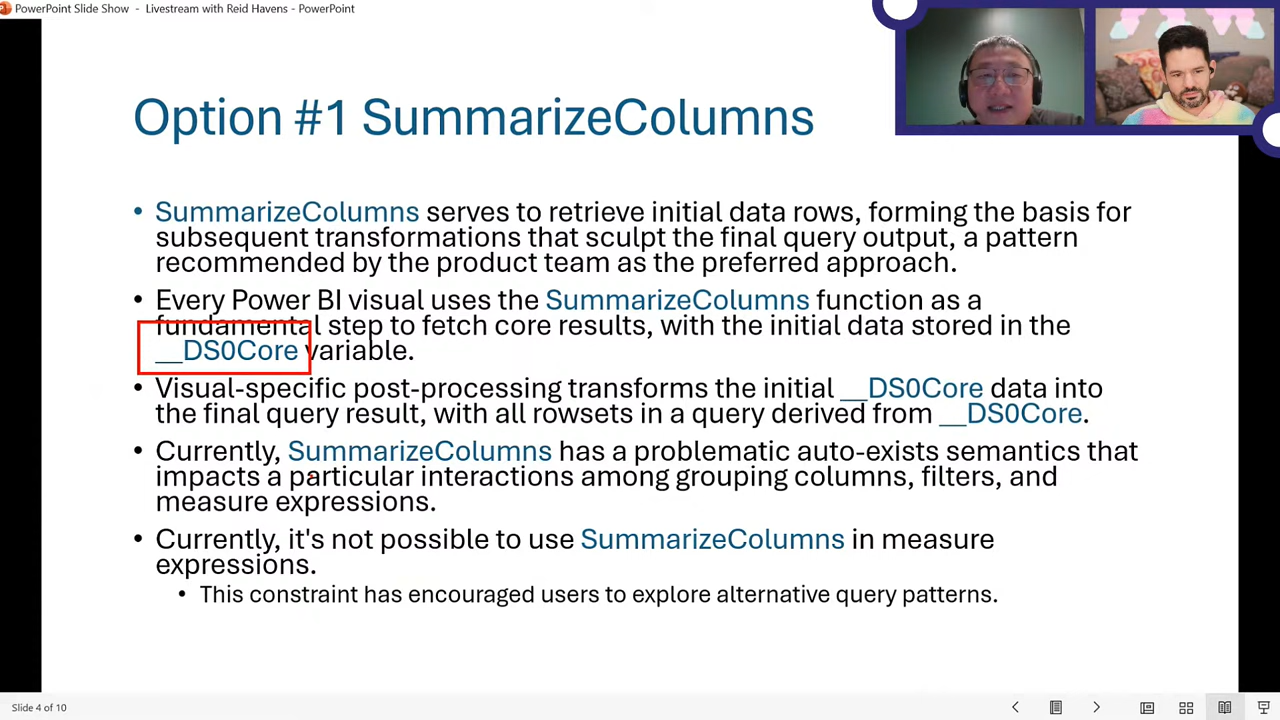 PowerPoint Slide Show - Livestream with Reid Havens - PowerPoint
Option #1 SummarizeColumns
• SummarizeColumns serves to retrieve initial data rows, forming the basis for
subsequent transformations that sculpt the final query output, a pattern
recommended by the product team as the preferred approach.
• Every Power BI visual uses the SummarizeColumns function as a
fundamental step to fetch core results, with the initial data stored in the
__DS0Core variable.
• Visual-specific post-processing transforms the initial __DS0Core data into
the final query result, with all rowsets in a query derived from __DS0Core.
• Currently, SummarizeColumns has a problematic auto-exists semantics that
impacts a particular interactions among grouping columns, filters, and
measure expressions.
• Currently, it's not possible to use SummarizeColumns in measure
expressions.
• This constraint has encouraged users to explore alternative query patterns.
Slide 4 of 10